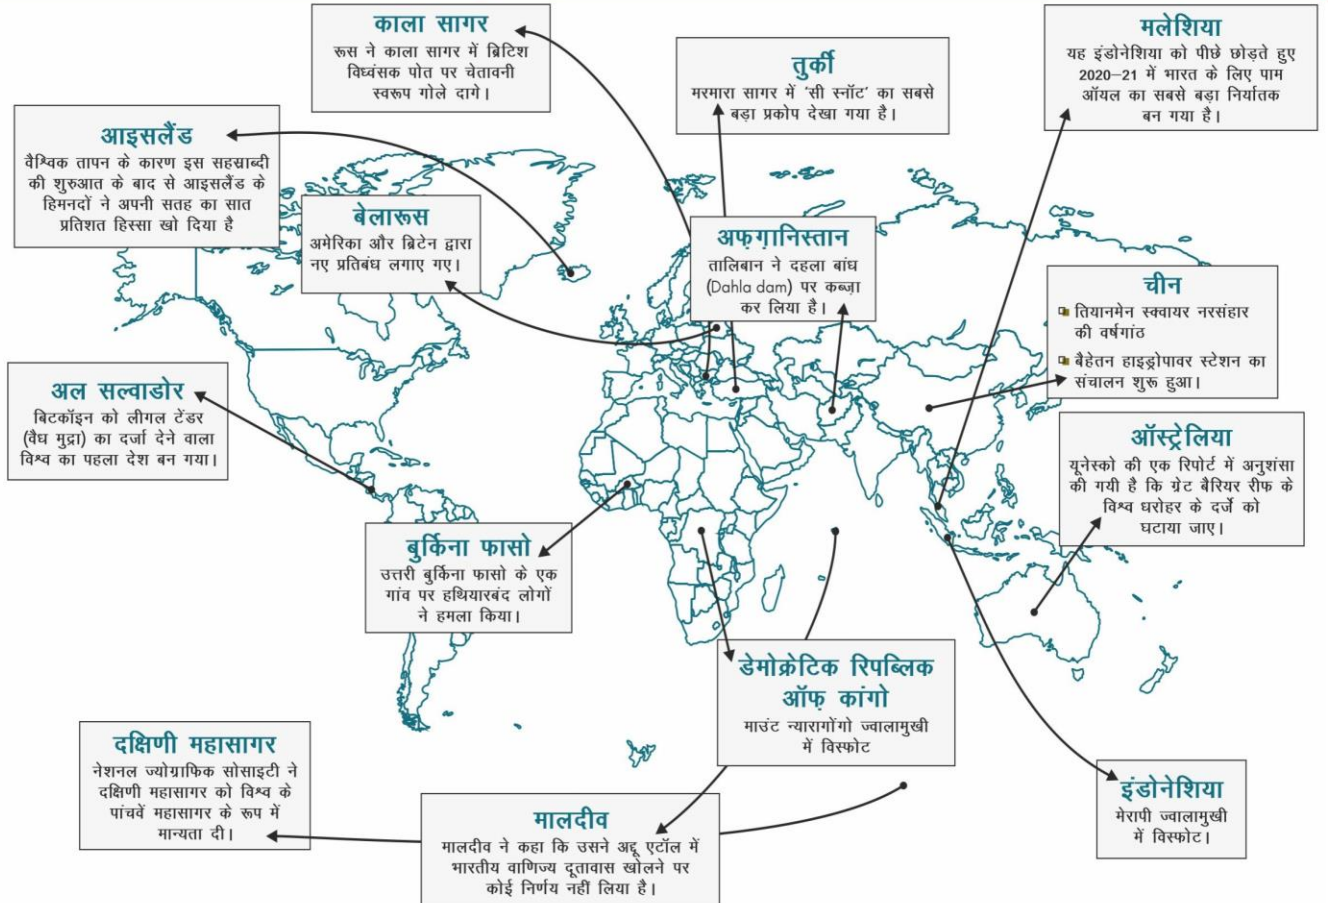 काला सागर
रूस ने काला सागर में ब्रिटिश
विध्वंसक पोत पर चेतावनी
स्वरूप गोले दागे।
तुर्की
मरमारा सागर में ‘सी स्नॉट’ का सबसे
बड़ा प्रकोप देखा गया है।
मलेशिया
यह इंडोनेशिया को पीछे छोड़ते हुए
2020–21 में भारत के लिए पाम
ऑयल का सबसे बड़ा निर्यातक
बन गया है।
आइसलैंड
वैश्विक तापन के कारण इस सहस्राब्दी
की शुरुआत के बाद से आइसलैंड के
हिमनदों ने अपनी सतह का सात
प्रतिशत हिस्सा खो दिया है
बेलारूस
अमेरिका और ब्रिटेन द्वारा
नए प्रतिबंध लगाए गए।
अफ़ग़ानिस्तान
तालिबान ने दहला बांध
(Dahla dam) पर कब्ज़ा
कर लिया है।
चीन
तियानमेन स्क्वायर नरसंहार
की वर्षगांठ
बैहेतन हाइड्रोपावर स्टेशन का
संचालन शुरू हुआ।
अल सल्वाडोर
बिटकॉइन को लीगल टेंडर
(वैध मुद्रा) का दर्जा देने वाला
विश्व का पहला देश बन गया।
ऑस्ट्रेलिया
यूनेस्को की एक रिपोर्ट में अनुशंसा
की गयी है कि ग्रेट बैरियर रीफ के
विश्व धरोहर के दर्जे को
घटाया जाए।
बुर्किना फासो
उत्तरी बुर्किना फासो के एक
गांव पर हथियारबंद लोगों
ने हमला किया।
डेमोक्रेटिक रिपब्लिक
ऑफ़ कांगो
माउंट न्यारागोंगो ज्वालामुखी
में विस्फोट
दक्षिणी महासागर
नेशनल ज्योग्राफिक सोसाइटी ने
दक्षिणी महासागर को विश्व के
पांचवें महासागर के रूप में
मान्यता दी।
मालदीव
मालदीव ने कहा कि उसने अद्दू एटॉल में
भारतीय वाणिज्य दूतावास खोलने पर
कोई निर्णय नहीं लिया है।
इंडोनेशिया
मेरापी ज्वालामुखी
में विस्फोट।